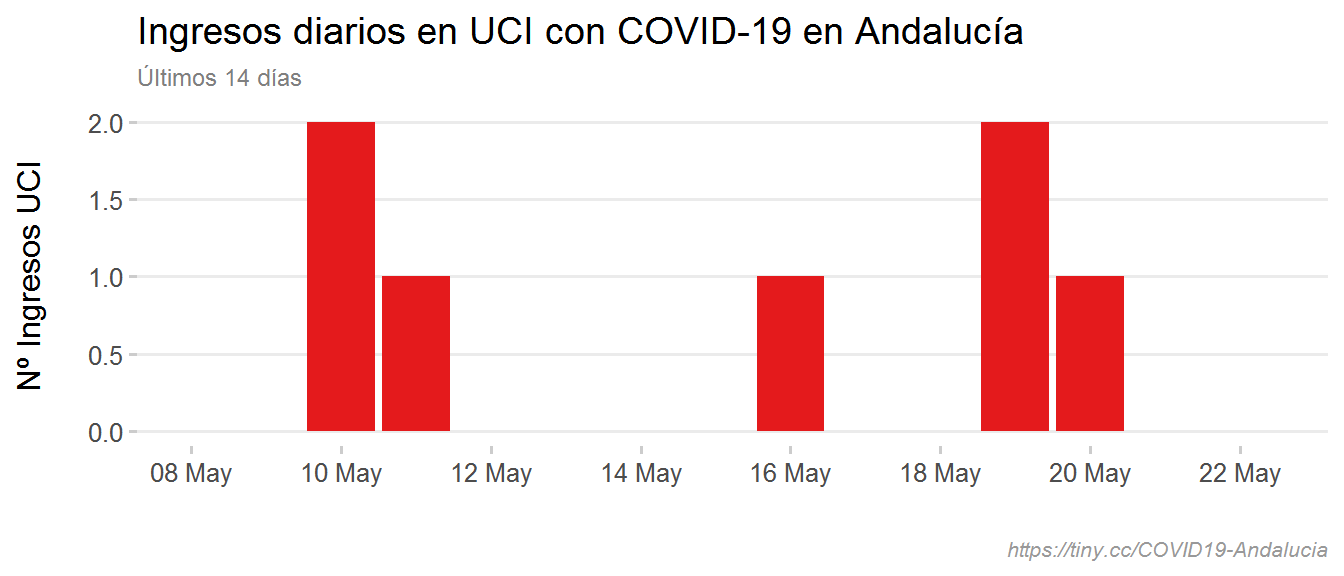 Ingresos diarios en UCI con COVID-19 en Andalucía
Últimos 14 días
Nº Ingresos UCI
2.0
1.5
1.0
0.5
0.0
08 May
10 May
12 May
14 May
16 May
18 May
20 May
22 May
https://tiny.cc/COVID19-Andalucia